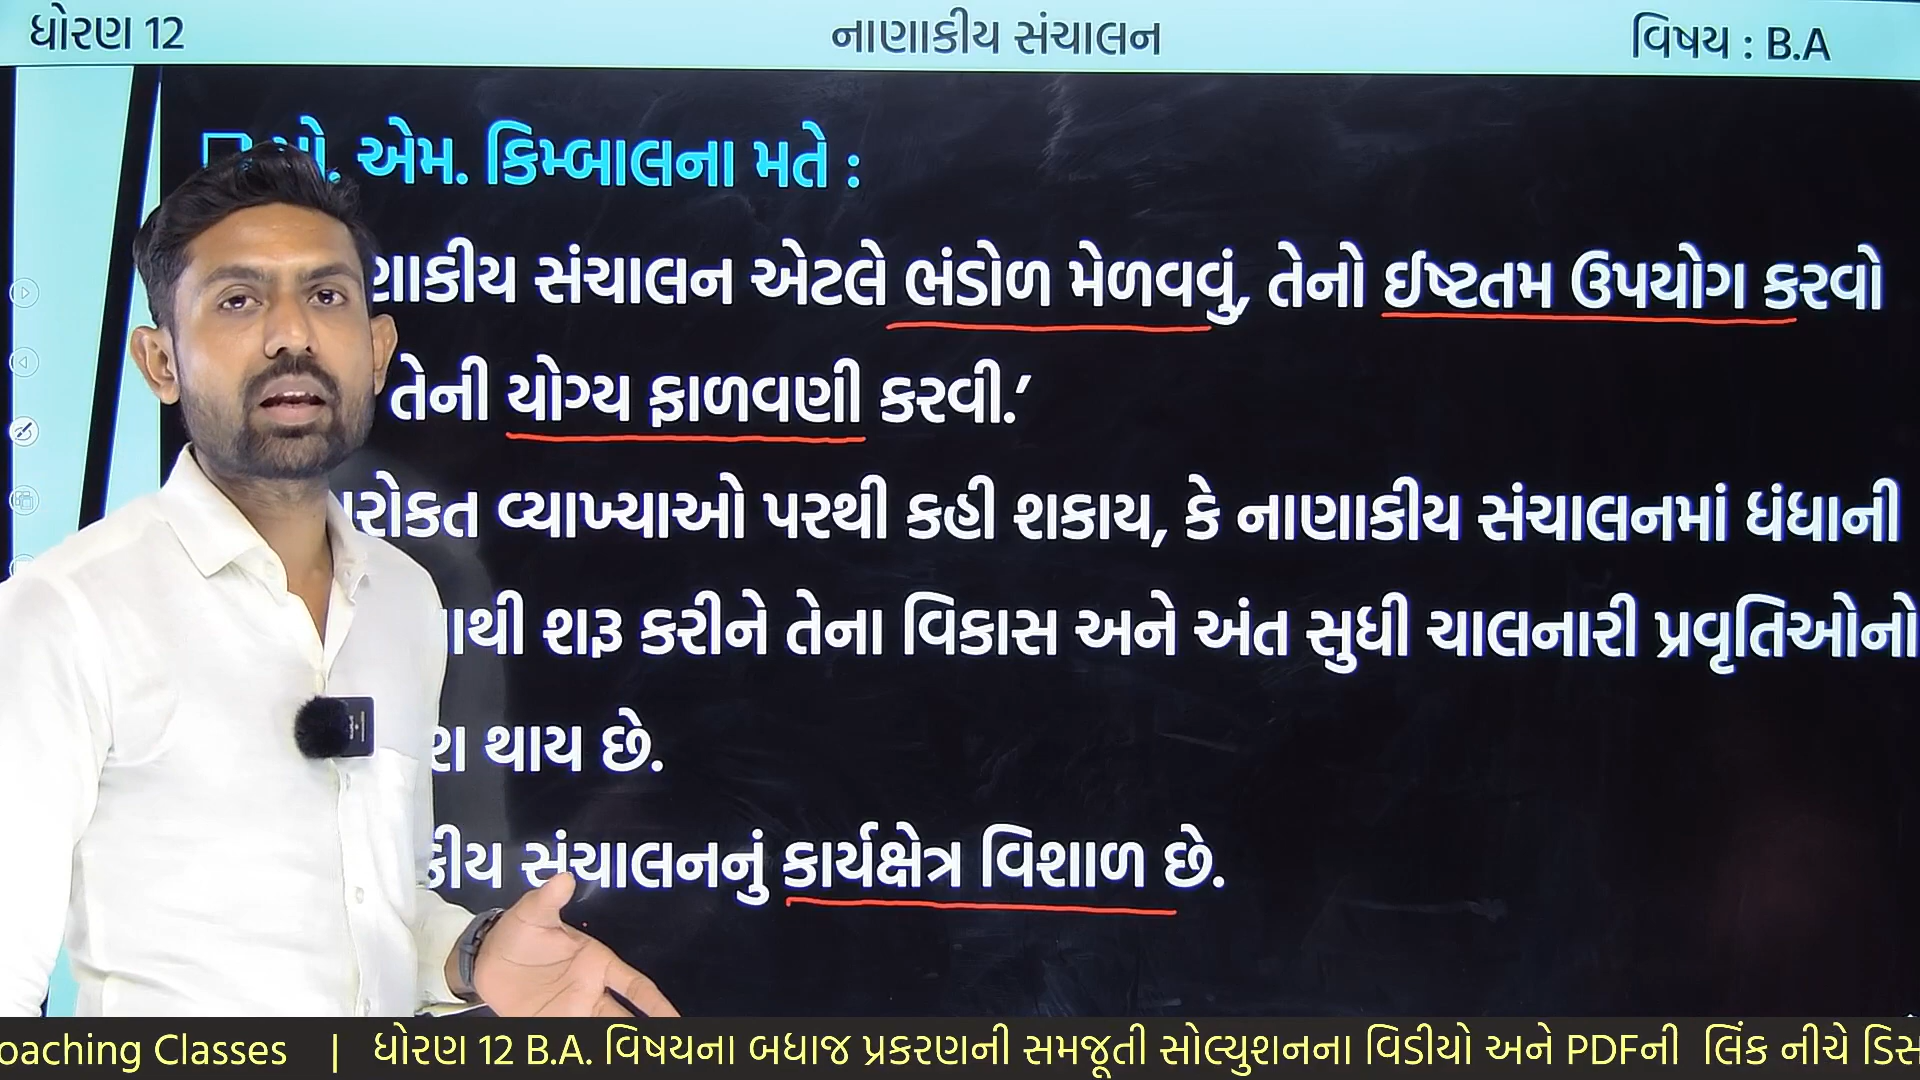 ધોરણ 12
નાણાકીય સંચાલન
વિષય : B.A
એમ. કિમ્બાલના મતે :
સંચાલન એટલે ભંડોળ મેળવવું, તેનો ઈષ્ટતમ ઉપયોગ કરવો
તેની યોગ્ય ફાળવણી કરવી.’
વ્યાખ્યાઓ પરથી કહી શકાય, કે નાણાકીય સંચાલનમાં ધંધાની
શરૂ કરીને તેના વિકાસ અને અંત સુધી ચાલનારી પ્રવૃતિઓનો
થાય છે.
સંચાલનનું કાર્યક્ષેત્ર વિશાળ છે.
oaching Classes | ધોરણ 12 B.A. વિષયના બધાજ પ્રકરણની સમજૂતી સોલ્યુશનના વિડીયો અને PDFની લિંક નીચે ડિસ